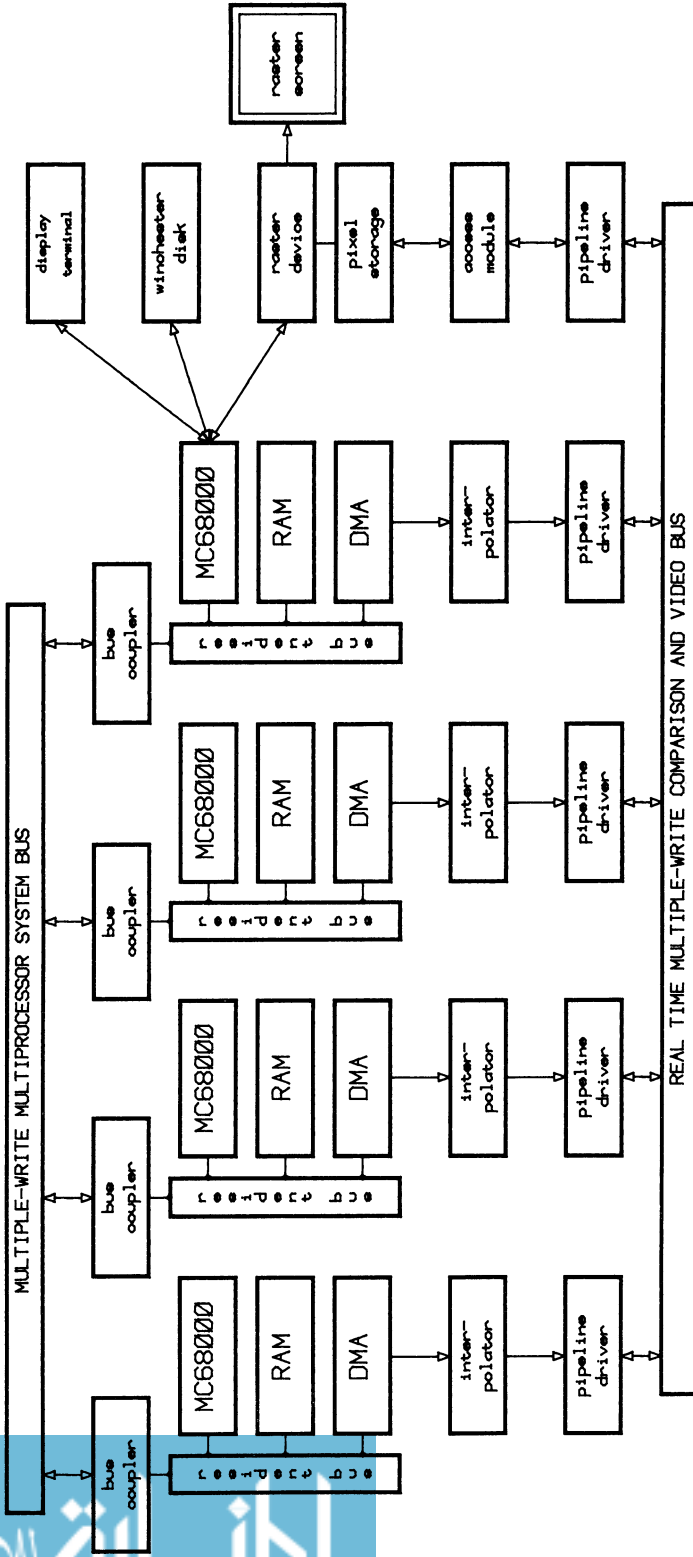 MULTIPLE-WRITE MULTIPROCESSOR SYSTEM BUS
display
terminal
bus
coupler
bus
coupler
bus
coupler
bus
coupler
winchester
disk
resident bus
MC68000
resident bus
MC68000
resident bus
MC68000
resident bus
MC68000
RAM
RAM
RAM
RAM
raster
device
raster
screen
DMA
DMA
DMA
DMA
pixel
storage
inter-
polator
inter-
polator
inter-
polator
inter-
polator
access
module
pipeline
driver
pipeline
driver
pipeline
driver
pipeline
driver
pipeline
driver
REAL TIME MULTIPLE-WRITE COMPARISON AND VIDEO BUS